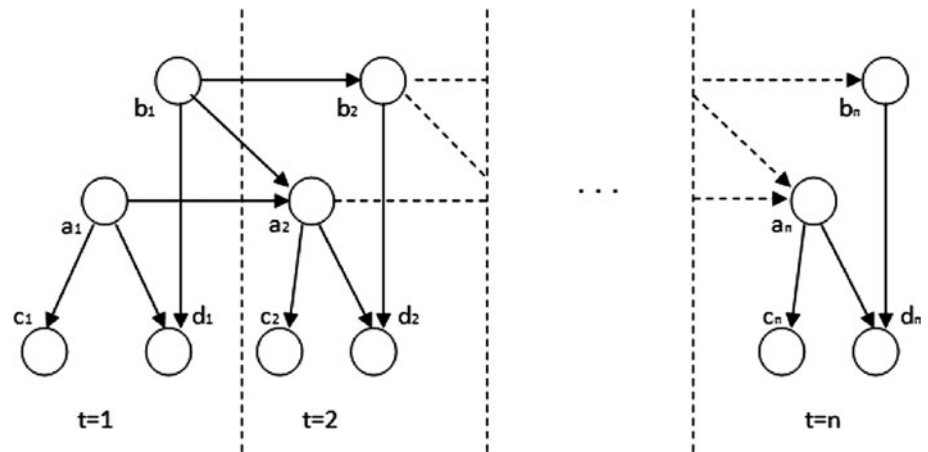 b₁
b₂
bₙ
a₁
a₂
. . .
aₙ
c₁
d₁
c₂
d₂
cₙ
dₙ
t=1
t=2
t=n